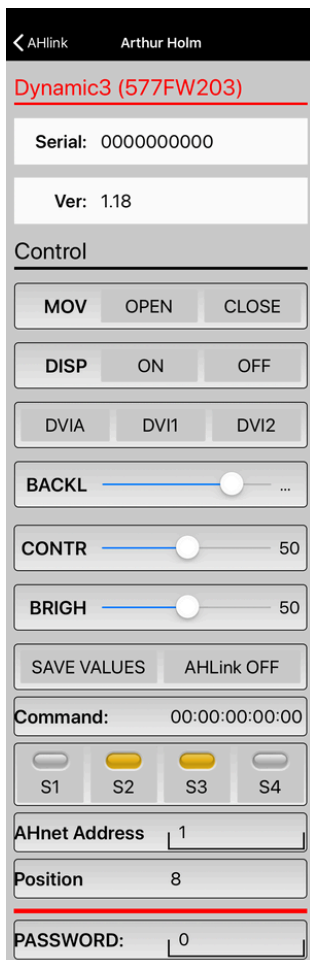 AHlink Arthur Holm
Dynamic3 (577FW203)
Serial: 0000000000
Ver: 1.18
Control
MOV OPEN CLOSE
DISP ON OFF
DVIA DVI1 DVI2
BACKL ...
CONTR 50
BRIGH 50
SAVE VALUES AHLink OFF
Command: 00:00:00:00:00
S1 S2 S3 S4
AHnet Address 1
Position 8
PASSWORD: 0